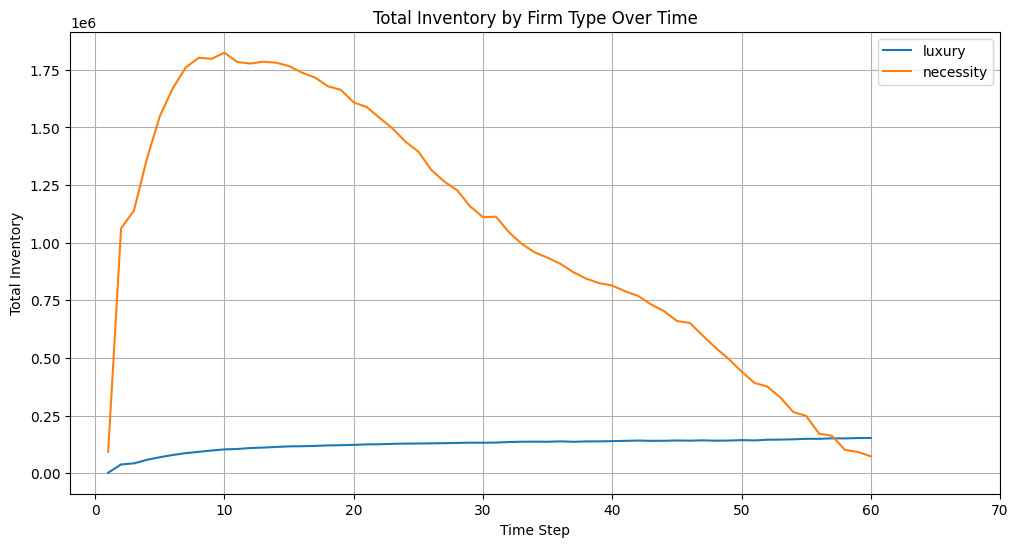 Total Inventory by Firm Type Over Time
1e6
luxury
necessity
1.75
1.50
1.25
1.00
0.75
0.50
0.25
0.00
Total Inventory
0 10 20 30 40 50 60 70
Time Step